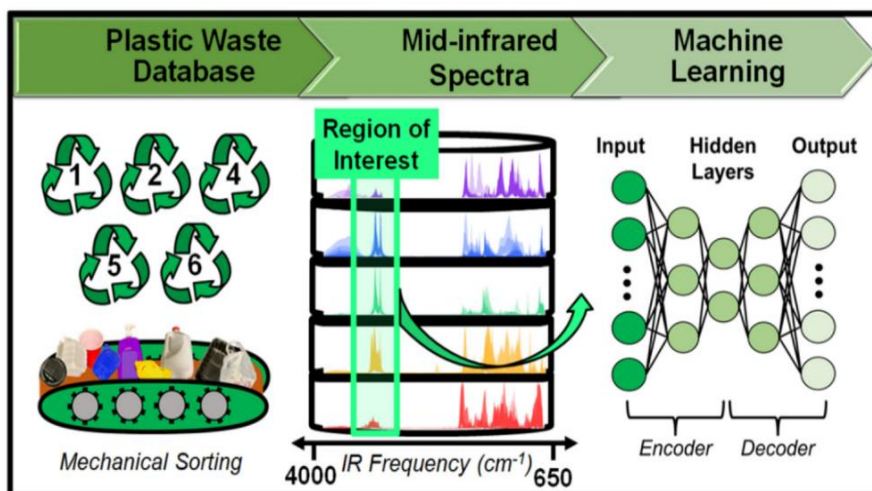 Plastic Waste
Database
Mid-infrared
Spectra
Machine
Learning
1
2
4
5
6
Mechanical Sorting
Region of
Interest
4000
IR Frequency (cm⁻¹)
650
Input
Hidden
Layers
Output
Encoder
Decoder